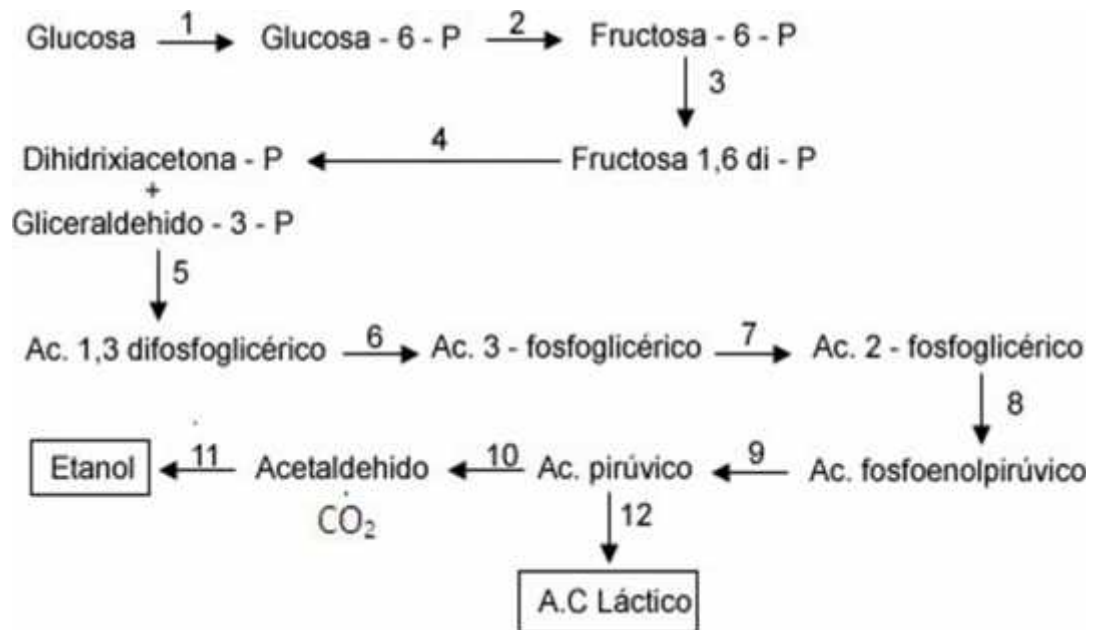 Glucosa 1 Glucosa - 6 - P 2 Fructosa - 6 - P
3
Dihidrixiacetona - P 4 Fructosa 1,6 di - P
+
Gliceraldehido - 3 - P
5
Ac. 1,3 difosfoglicérico 6 Ac. 3 - fosfoglicérico 7 Ac. 2 - fosfoglicérico
8
Etanol 11 Acetaldehido 10 Ac. pirúvico 9 Ac. fosfoenolpirúvico
CO₂ 12
A.C Láctico